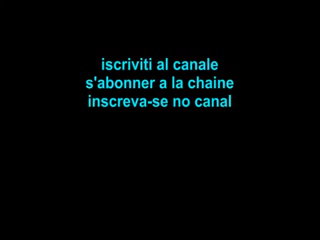 iscriviti al canale
s'abonner a la chaine
inscreva-se no canal